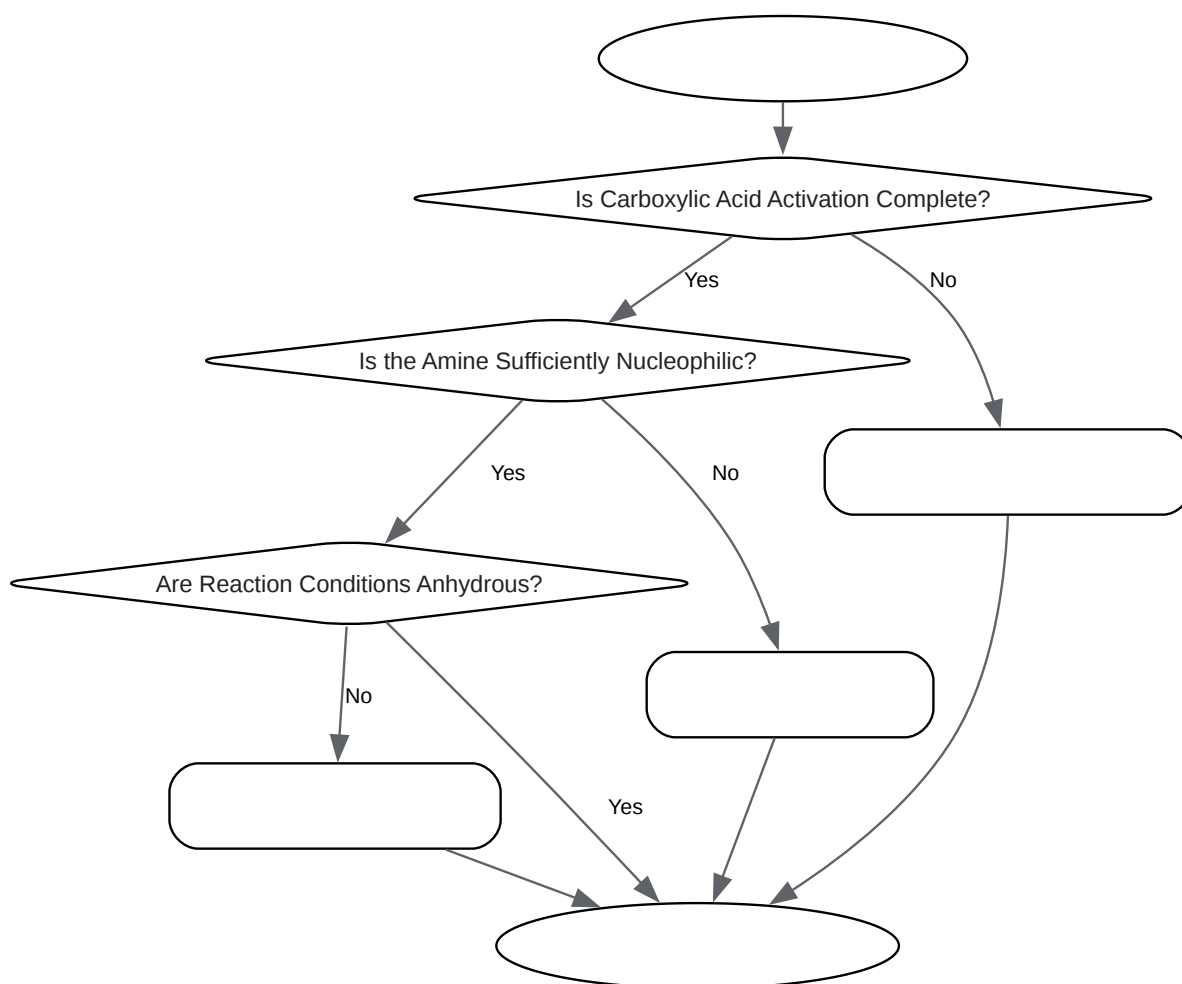 Is Carboxylic Acid Activation Complete?
Yes
No
Is the Amine Sufficiently Nucleophilic?
Yes
No
Are Reaction Conditions Anhydrous?
No
Yes